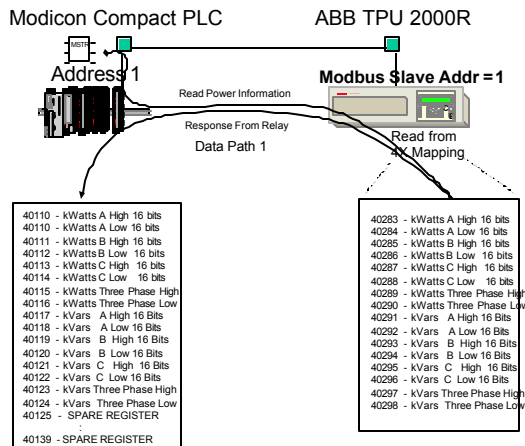 Modicon Compact PLC
ABB TPU 2000R
MSTR
Address 1
Modbus Slave Addr =1
Read Power Information
Response From Relay
Data Path 1
Read from
4X Mapping
40110 - kWatts A High 16 bits
40110 - kWatts A Low 16 bits
40111 - kWatts B High 16 bits
40112 - kWatts B Low 16 bits
40113 - kWatts C High 16 bits
40114 - kWatts C Low 16 bits
40115 - kWatts Three Phase High
40116 - kWatts Three Phase Low
40117 - kVars A High 16 Bits
40118 - kVars A Low 16 Bits
40119 - kVars B High 16 Bits
40120 - kVars B Low 16 Bits
40121 - kVars C High 16 Bits
40122 - kVars C Low 16 Bits
40123 - kVars Three Phase High
40124 - kVars Three Phase Low
40125 - SPARE REGISTER
:
40139 - SPARE REGISTER
40283 - kWatts A High 16 bits
40284 - kWatts A Low 16 bits
40285 - kWatts B High 16 bits
40286 - kWatts B Low 16 bits
40287 - kWatts C High 16 bits
40288 - kWatts C Low 16 bits
40289 - kWatts Three Phase High
40290 - kWatts Three Phase Low
40291 - kVars A High 16 Bits
40292 - kVars A Low 16 Bits
40293 - kVars B High 16 Bits
40294 - kVars B Low 16 Bits
40295 - kVars C High 16 Bits
40296 - kVars C Low 16 Bits
40297 - kVars Three Phase High
40298 - kVars Three Phase Low